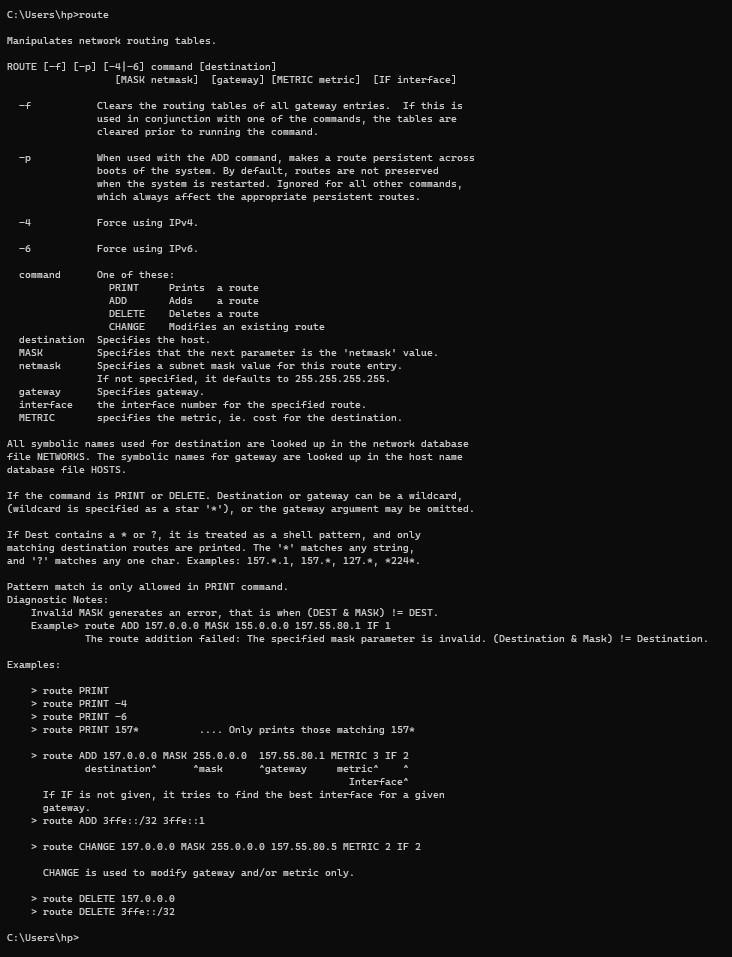 C:\Users\hp>route
Manipulates network routing tables.
ROUTE [-f] [-p] [-4|-6] command [destination]
                  [MASK netmask]  [gateway] [METRIC metric]  [IF interface]
  -f           Clears the routing tables of all gateway entries.  If this is
               used in conjunction with one of the commands, the tables are
               cleared prior to running the command.
  -p           When used with the ADD command, makes a route persistent across
               boots of the system. By default, routes are not preserved
               when the system is restarted. Ignored for all other commands,
               which always affect the appropriate persistent routes.
  -4           Force using IPv4.
  -6           Force using IPv6.
  command      One of these:
                 PRINT     Prints  a route
                 ADD       Adds    a route
                 DELETE    Deletes a route
                 CHANGE    Modifies an existing route
  destination  Specifies the host.
  MASK         Specifies that the next parameter is the 'netmask' value.
  netmask      Specifies a subnet mask value for this route entry.
               If not specified, it defaults to 255.255.255.255.
  gateway      Specifies gateway.
  interface    the interface number for the specified route.
  METRIC       specifies the metric, ie. cost for the destination.
All symbolic names used for destination are looked up in the network database
file NETWORKS. The symbolic names for gateway are looked up in the host name
database file HOSTS.
If the command is PRINT or DELETE. Destination or gateway can be a wildcard,
(wildcard is specified as a star '*'), or the gateway argument may be omitted.
If Dest contains a * or ?, it is treated as a shell pattern, and only
matching destination routes are printed. The '*' matches any string,
and '?' matches any one char. Examples: 157.*.1, 157.*, 127.*, *224*.
Pattern match is only allowed in PRINT command.
Diagnostic Notes:
    Invalid MASK generates an error, that is when (DEST & MASK) != DEST.
    Example> route ADD 157.0.0.0 MASK 155.0.0.0 157.55.80.1 IF 1
             The route addition failed: The specified mask parameter is invalid. (Destination & Mask) != Destination.
Examples:
    > route PRINT
    > route PRINT -4
    > route PRINT -6
    > route PRINT 157*          .... Only prints those matching 157*
    > route ADD 157.0.0.0 MASK 255.0.0.0  157.55.80.1 METRIC 3 IF 2
             destination^      ^mask      ^gateway     metric^    ^
                                                         Interface^
      If IF is not given, it tries to find the best interface for a given
      gateway.
    > route ADD 3ffe::/32 3ffe::1
    > route CHANGE 157.0.0.0 MASK 255.0.0.0 157.55.80.5 METRIC 2 IF 2
      CHANGE is used to modify gateway and/or metric only.
    > route DELETE 157.0.0.0
    > route DELETE 3ffe::/32
C:\Users\hp>